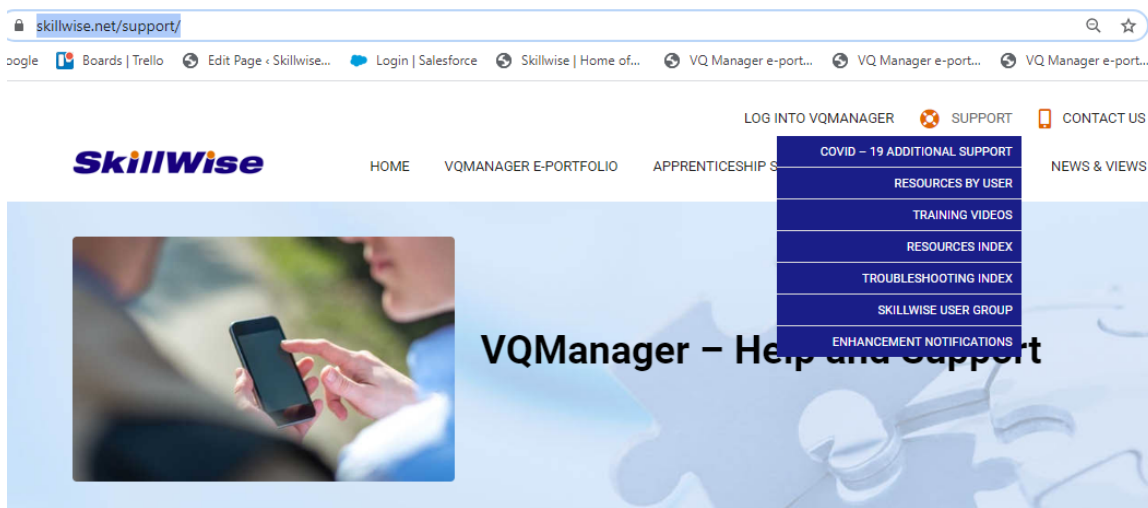 skillwise.net/support/
oogle Boards | Trello Edit Page ‹ Skillwise... Login | Salesforce Skillwise | Home of... VQ Manager e-port... VQ Manager e-port... VQ Manager e-port...
LOG INTO VQMANAGER SUPPORT CONTACT US
SkillWise HOME VQMANAGER E-PORTFOLIO APPRENTICESHIP S NEWS & VIEWS
COVID – 19 ADDITIONAL SUPPORT
RESOURCES BY USER
TRAINING VIDEOS
RESOURCES INDEX
TROUBLESHOOTING INDEX
SKILLWISE USER GROUP
ENHANCEMENT NOTIFICATIONS
VQManager – Help and Support